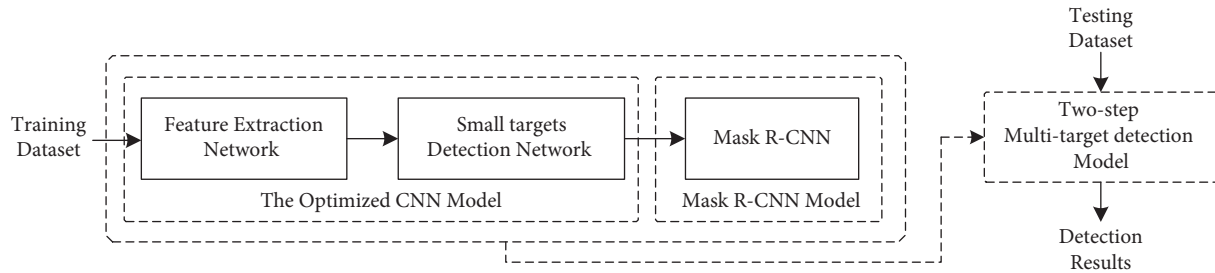 Training
Dataset
Feature Extraction
Network
Small targets
Detection Network
The Optimized CNN Model
Mask R-CNN
Mask R-CNN Model
Testing
Dataset
Two-step
Multi-target detection
Model
Detection
Results